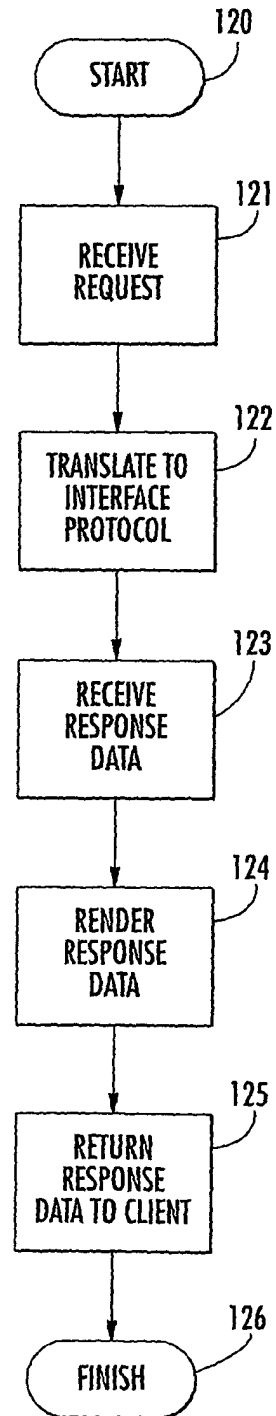 120
START
121
RECEIVE
REQUEST
122
TRANSLATE TO
INTERFACE
PROTOCOL
123
RECEIVE
RESPONSE
DATA
124
RENDER
RESPONSE
DATA
125
RETURN
RESPONSE
DATA TO CLIENT
126
FINISH